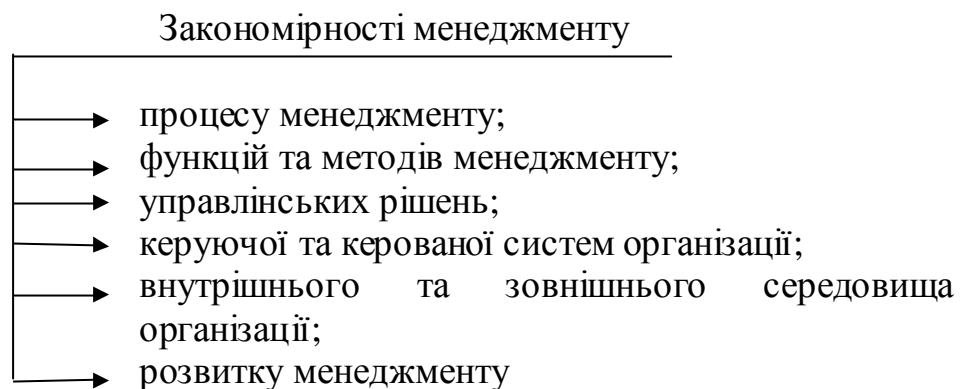 Закономірності менеджменту
процесу менеджменту;
функцій та методів менеджменту;
управлінських рішень;
керуючої та керованої систем організації;
внутрішнього та зовнішнього середовища
організації;
розвитку менеджменту